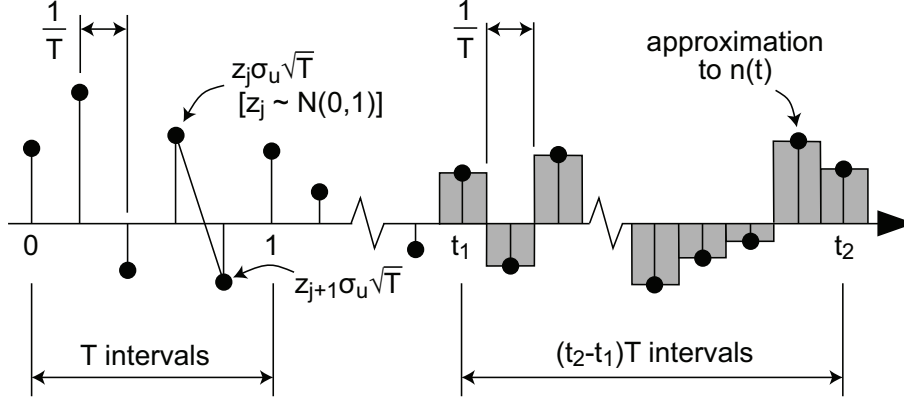 1
T
z_jσ_u√T
[z_j ~ N(0,1)]
1
T
approximation
to n(t)
0
1
t_1
t_2
z_{j+1}σ_u√T
T intervals
(t_2-t_1)T intervals